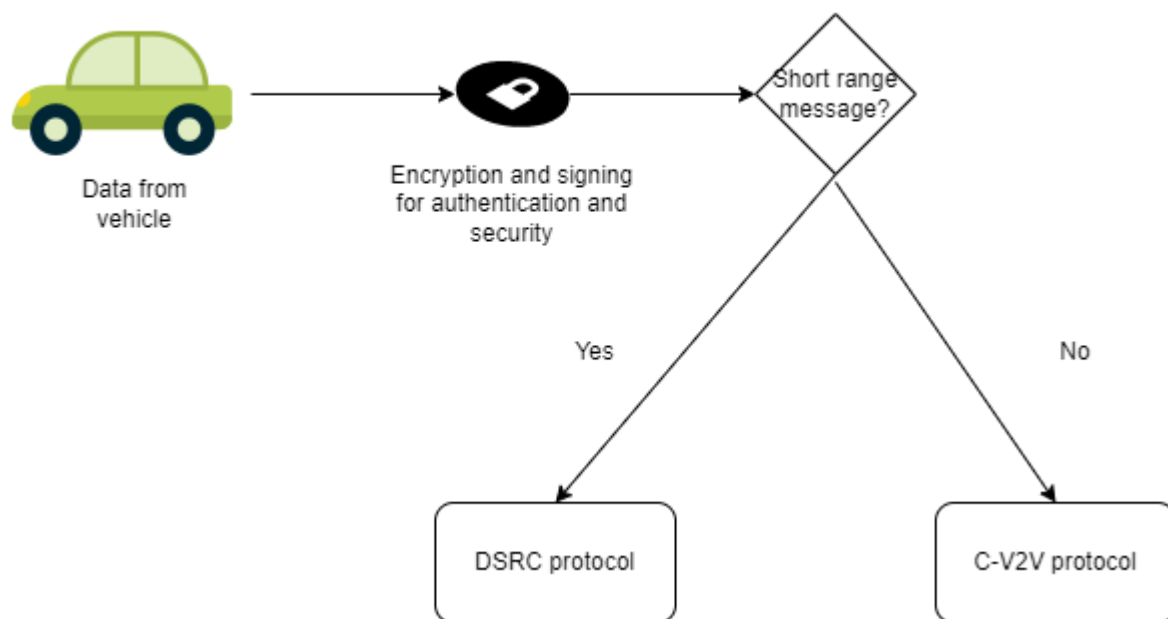 Short range
message?
Data from
vehicle
Encryption and signing
for authentication and
security
Yes
No
DSRC protocol
C-V2V protocol